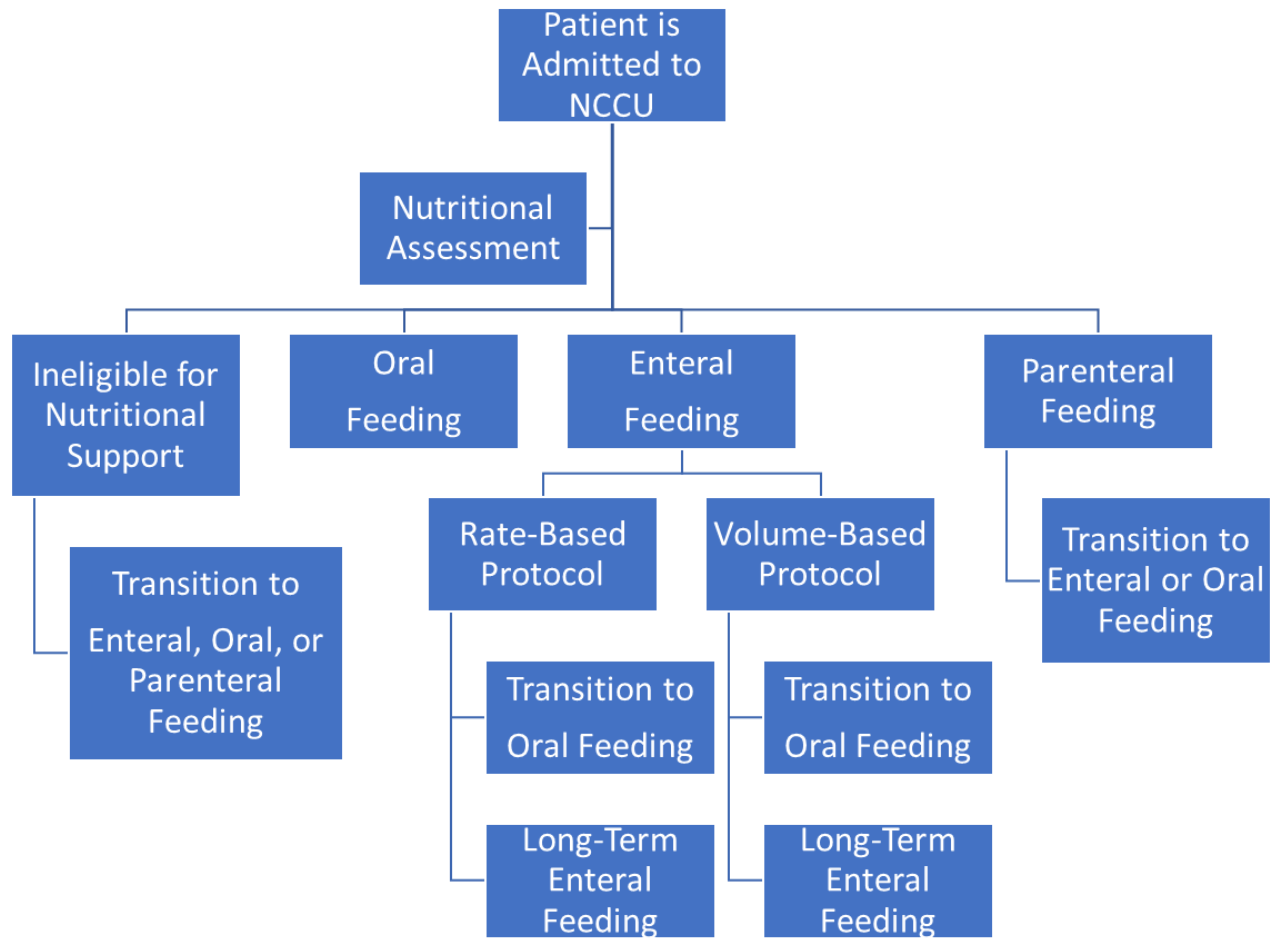 Patient is
Admitted to
NCCU
Nutritional
Assessment
Ineligible for
Nutritional
Support
Oral
Feeding
Enteral
Feeding
Parenteral
Feeding
Transition to
Enteral, Oral, or
Parenteral
Feeding
Rate-Based
Protocol
Volume-Based
Protocol
Transition to
Enteral or Oral
Feeding
Transition to
Oral Feeding
Transition to
Oral Feeding
Long-Term
Enteral
Feeding
Long-Term
Enteral
Feeding